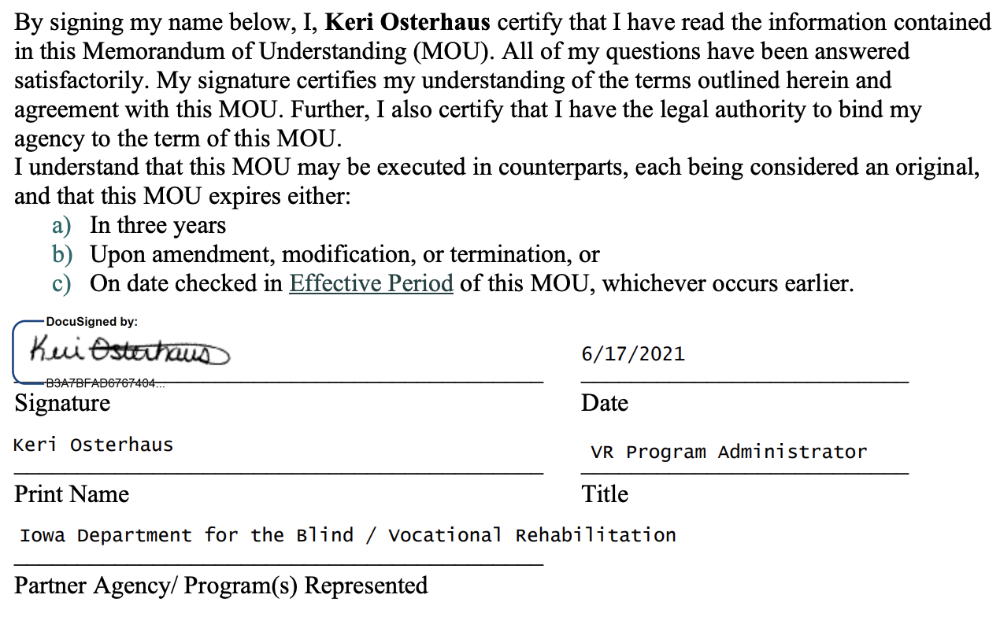 By signing my name below, I, Keri Osterhaus certify that I have read the information contained
in this Memorandum of Understanding (MOU). All of my questions have been answered
satisfactorily. My signature certifies my understanding of the terms outlined herein and
agreement with this MOU. Further, I also certify that I have the legal authority to bind my
agency to the term of this MOU.
I understand that this MOU may be executed in counterparts, each being considered an original,
and that this MOU expires either:
a) In three years
b) Upon amendment, modification, or termination, or
c) On date checked in Effective Period of this MOU, whichever occurs earlier.
DocuSigned by:
Keri Osterhaus
6/17/2021
B3A7BFAD6767404...
Signature Date
Keri Osterhaus
VR Program Administrator
Print Name Title
Iowa Department for the Blind / Vocational Rehabilitation
Partner Agency/ Program(s) Represented